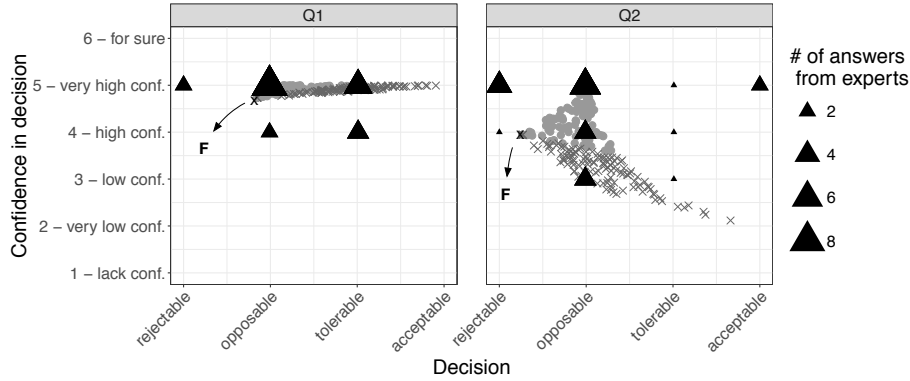 Q1
Q2
Confidence in decision
6 − for sure
5 − very high conf.
4 − high conf.
3 − low conf.
2 − very low conf.
1 − lack conf.
F
F
rejectable
opposable
tolerable
acceptable
rejectable
opposable
tolerable
acceptable
Decision
# of answers
from experts
2
4
6
8